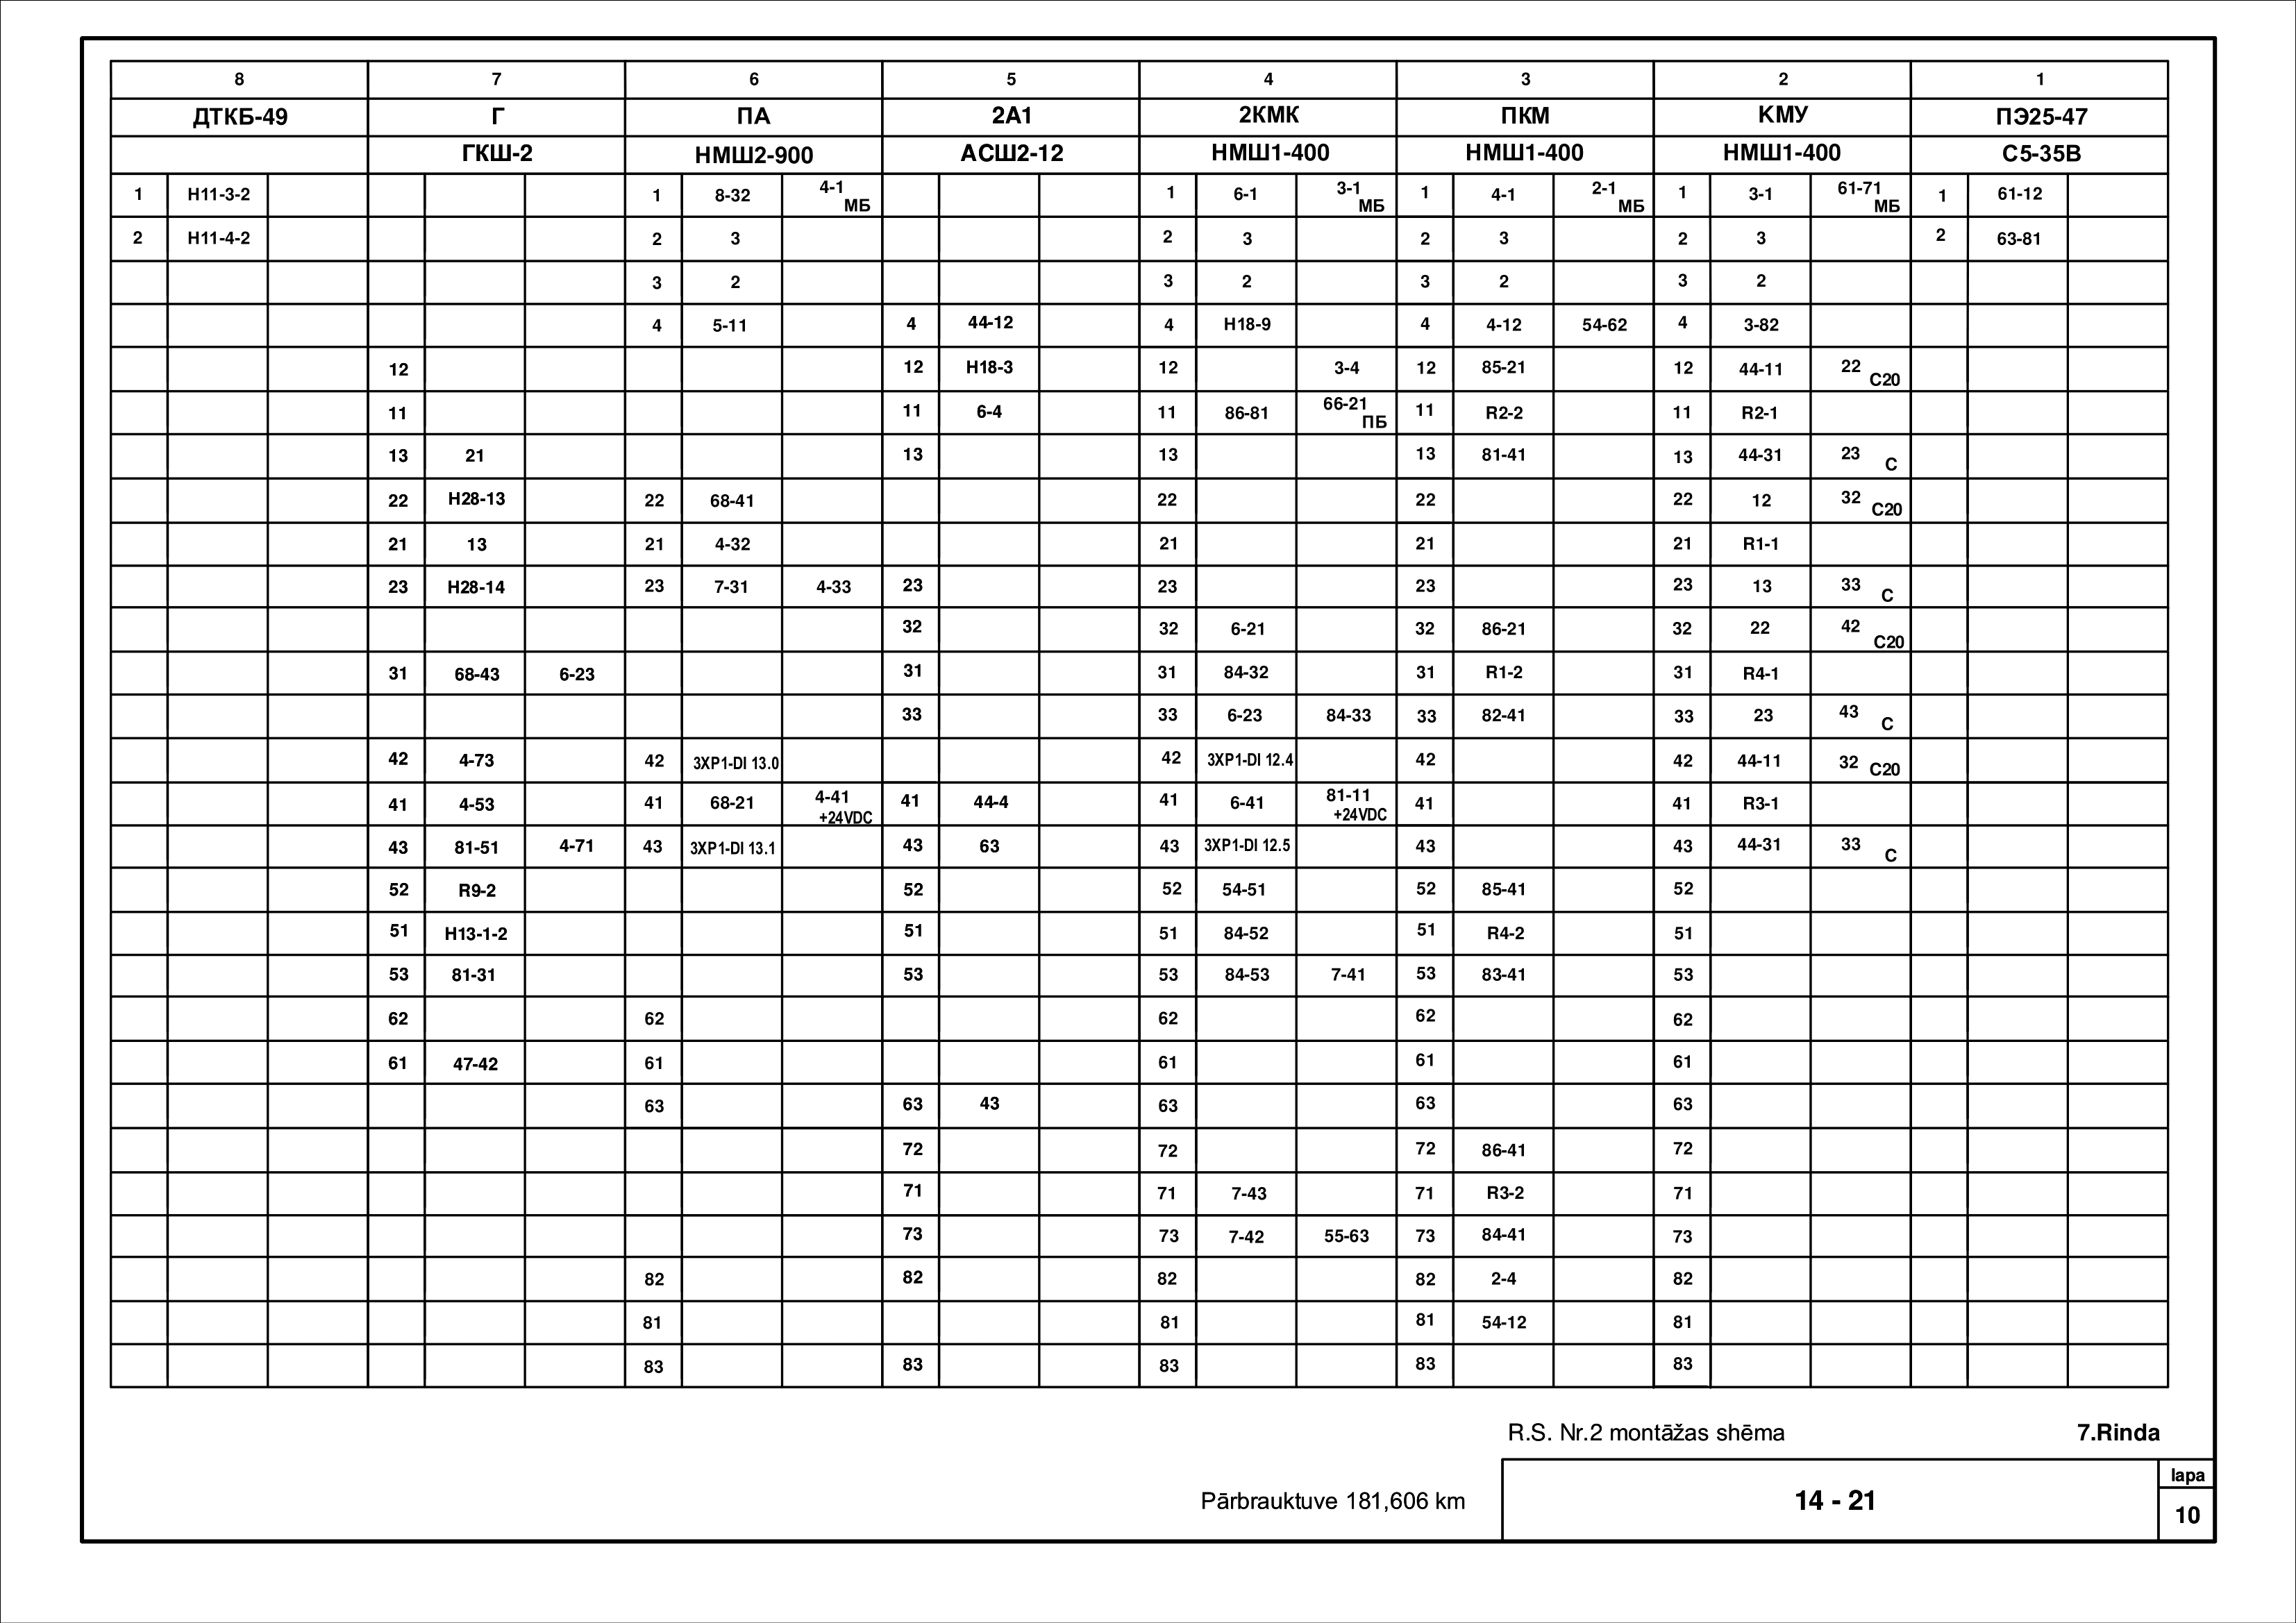 8 7 6 5 4 3 2 1
ДТКБ-49 Г ПА 2А1 2КМК ПКМ КМУ ПЭ25-47
ГКШ-2 НМШ2-900 АСШ2-12 НМШ1-400 НМШ1-400 НМШ1-400 С5-35В
1 Н11-3-2 1 8-32 4-1 МБ 1 6-1 3-1 МБ 1 4-1 2-1 МБ 1 3-1 61-71 МБ 1 61-12
2 Н11-4-2 2 3 2 3 2 3 2 3 2 63-81
3 2 3 2 3 2 3 2
4 5-11 4 44-12 4 Н18-9 4 4-12 54-62 4 3-82
12 12 Н18-3 12 3-4 12 85-21 12 44-11 22 С20
11 11 6-4 11 86-81 66-21 ПБ 11 R2-2 11 R2-1
13 21 13 13 13 81-41 13 44-31 23 С
22 Н28-13 22 68-41 22 22 22 12 32 С20
21 13 21 4-32 21 21 21 R1-1
23 Н28-14 23 7-31 4-33 23 23 23 23 13 33 С
32 32 6-21 32 86-21 32 22 42 С20
31 68-43 6-23 31 31 84-32 31 R1-2 31 R4-1
33 33 6-23 84-33 33 82-41 33 23 43 С
42 4-73 42 3XP1-DI 13.0 42 3XP1-DI 12.4 42 42 44-11 32 С20
41 4-53 41 68-21 4-41 +24VDC 41 44-4 41 6-41 81-11 +24VDC 41 41 R3-1
43 81-51 4-71 43 3XP1-DI 13.1 43 63 43 3XP1-DI 12.5 43 43 44-31 33 С
52 R9-2 52 52 54-51 52 85-41 52
51 Н13-1-2 51 51 84-52 51 R4-2 51
53 81-31 53 53 84-53 7-41 53 83-41 53
62 62 62 62 62
61 47-42 61 61 61 61
63 63 43 63 63 63
72 72 72 86-41 72
71 71 7-43 71 R3-2 71
73 73 7-42 55-63 73 84-41 73
82 82 82 82 2-4 82
81 81 81 54-12 81
83 83 83 83 83
R.S. Nr.2 montāžas shēma 7.Rinda
Pārbrauktuve 181,606 km 14 - 21 lapa
10